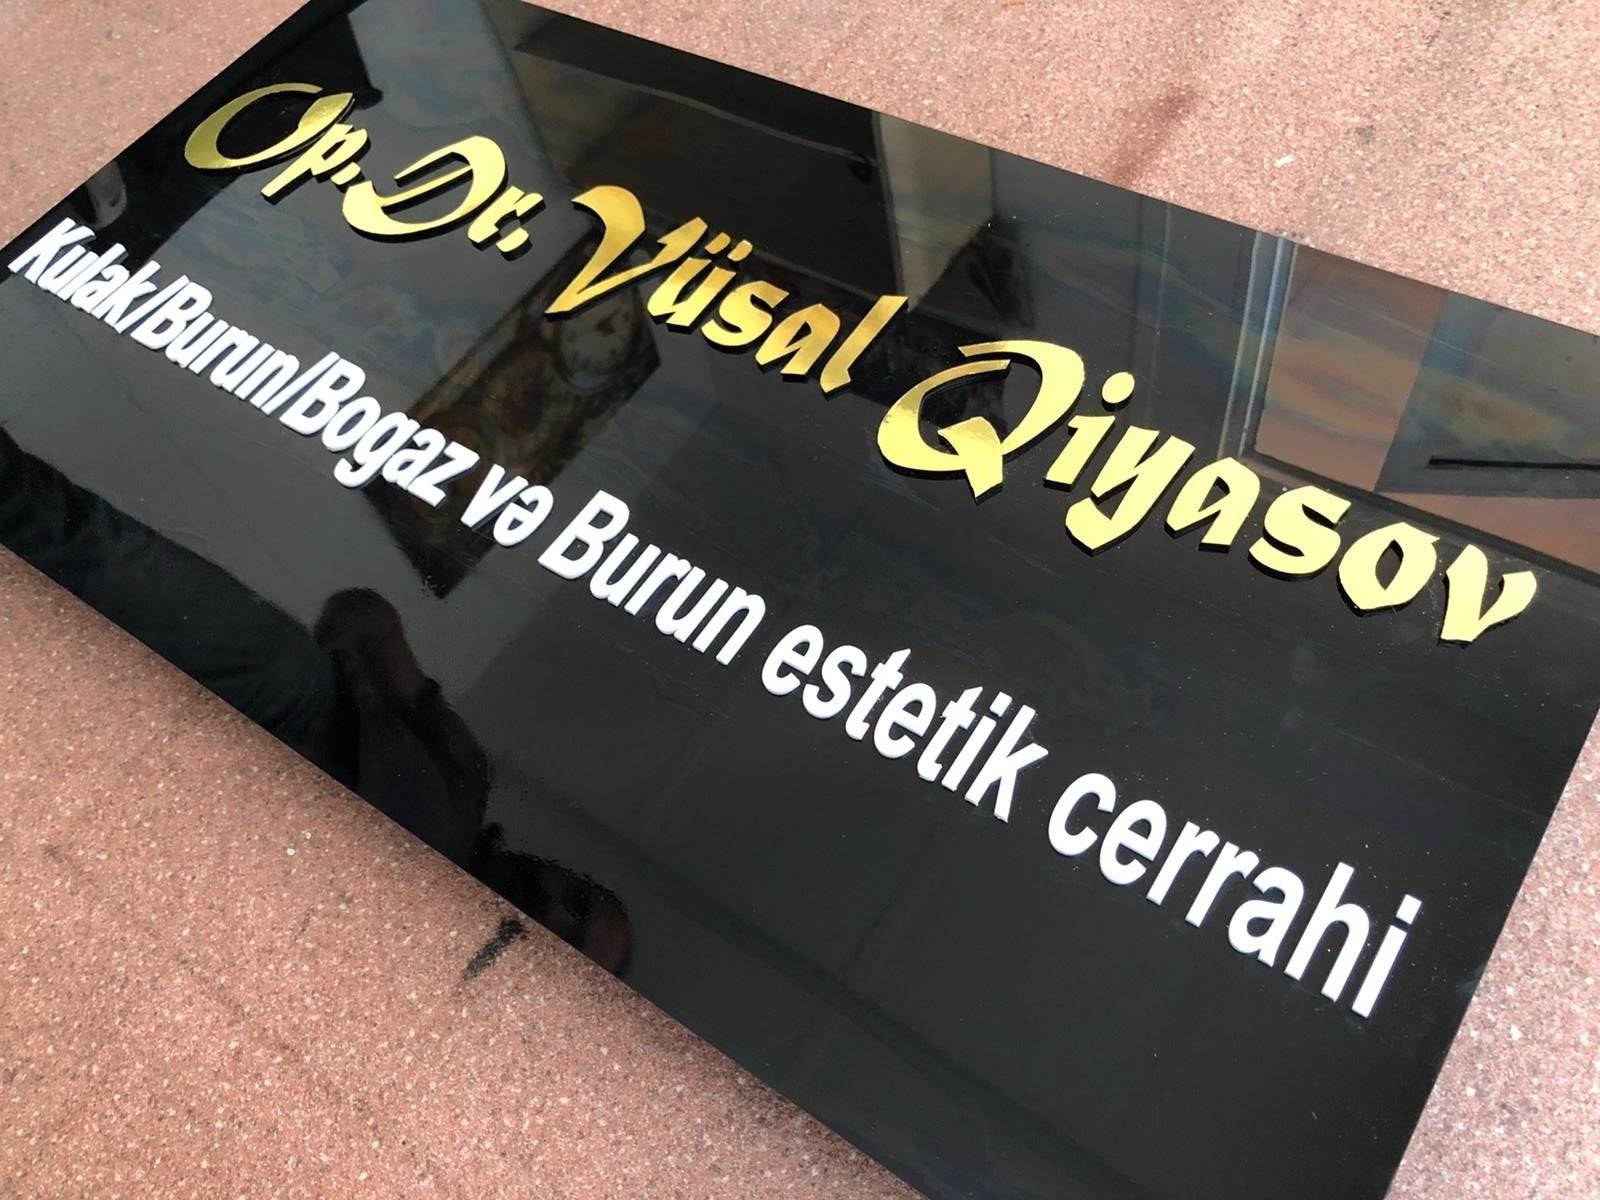 Op.Dr. Vüsal Qiyasov
Kulak/Burun/Bogaz və Burun estetik cerrahi